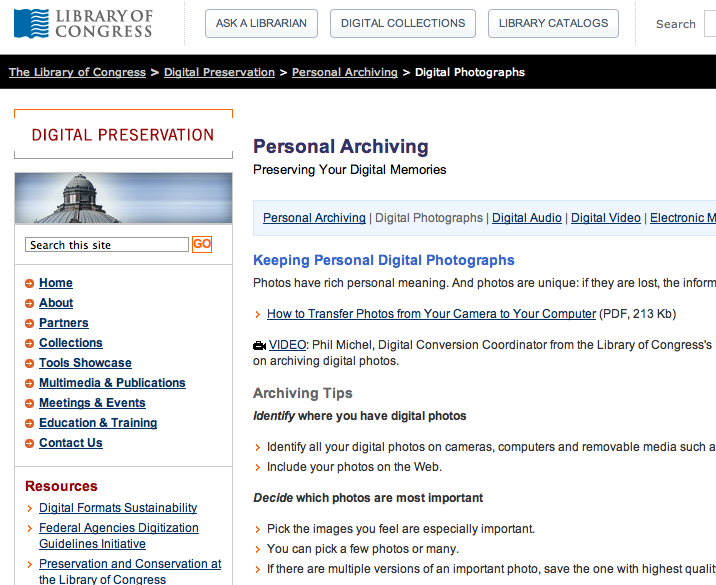 LIBRARY OF
CONGRESS
ASK A LIBRARIAN
DIGITAL COLLECTIONS
LIBRARY CATALOGS
Search
The Library of Congress > Digital Preservation > Personal Archiving > Digital Photographs
DIGITAL PRESERVATION
Search this site GO
Home
About
Partners
Collections
Tools Showcase
Multimedia & Publications
Meetings & Events
Education & Training
Contact Us
Resources
Digital Formats Sustainability
Federal Agencies Digitization
Guidelines Initiative
Preservation and Conservation at
the Library of Congress
Personal Archiving
Preserving Your Digital Memories
Personal Archiving | Digital Photographs | Digital Audio | Digital Video | Electronic M
Keeping Personal Digital Photographs
Photos have rich personal meaning. And photos are unique: if they are lost, the inform
How to Transfer Photos from Your Camera to Your Computer (PDF, 213 Kb)
VIDEO: Phil Michel, Digital Conversion Coordinator from the Library of Congress's
on archiving digital photos.
Archiving Tips
Identify where you have digital photos
Identify all your digital photos on cameras, computers and removable media such a
Include your photos on the Web.
Decide which photos are most important
Pick the images you feel are especially important.
You can pick a few photos or many.
If there are multiple versions of an important photo, save the one with highest qualit